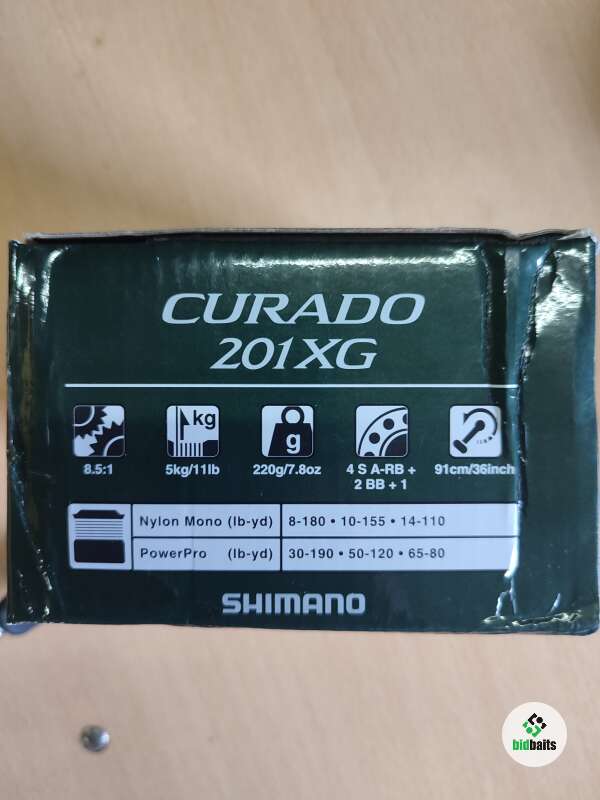 CURADO
201XG
kg
g
8.5:1
5kg/11lb
220g/7.8oz
4 S A-RB +
2 BB + 1
91cm/36inch
Nylon Mono (lb-yd) 8-180 • 10-155 • 14-110
PowerPro (lb-yd) 30-190 • 50-120 • 65-80
SHIMANO
bidbaits